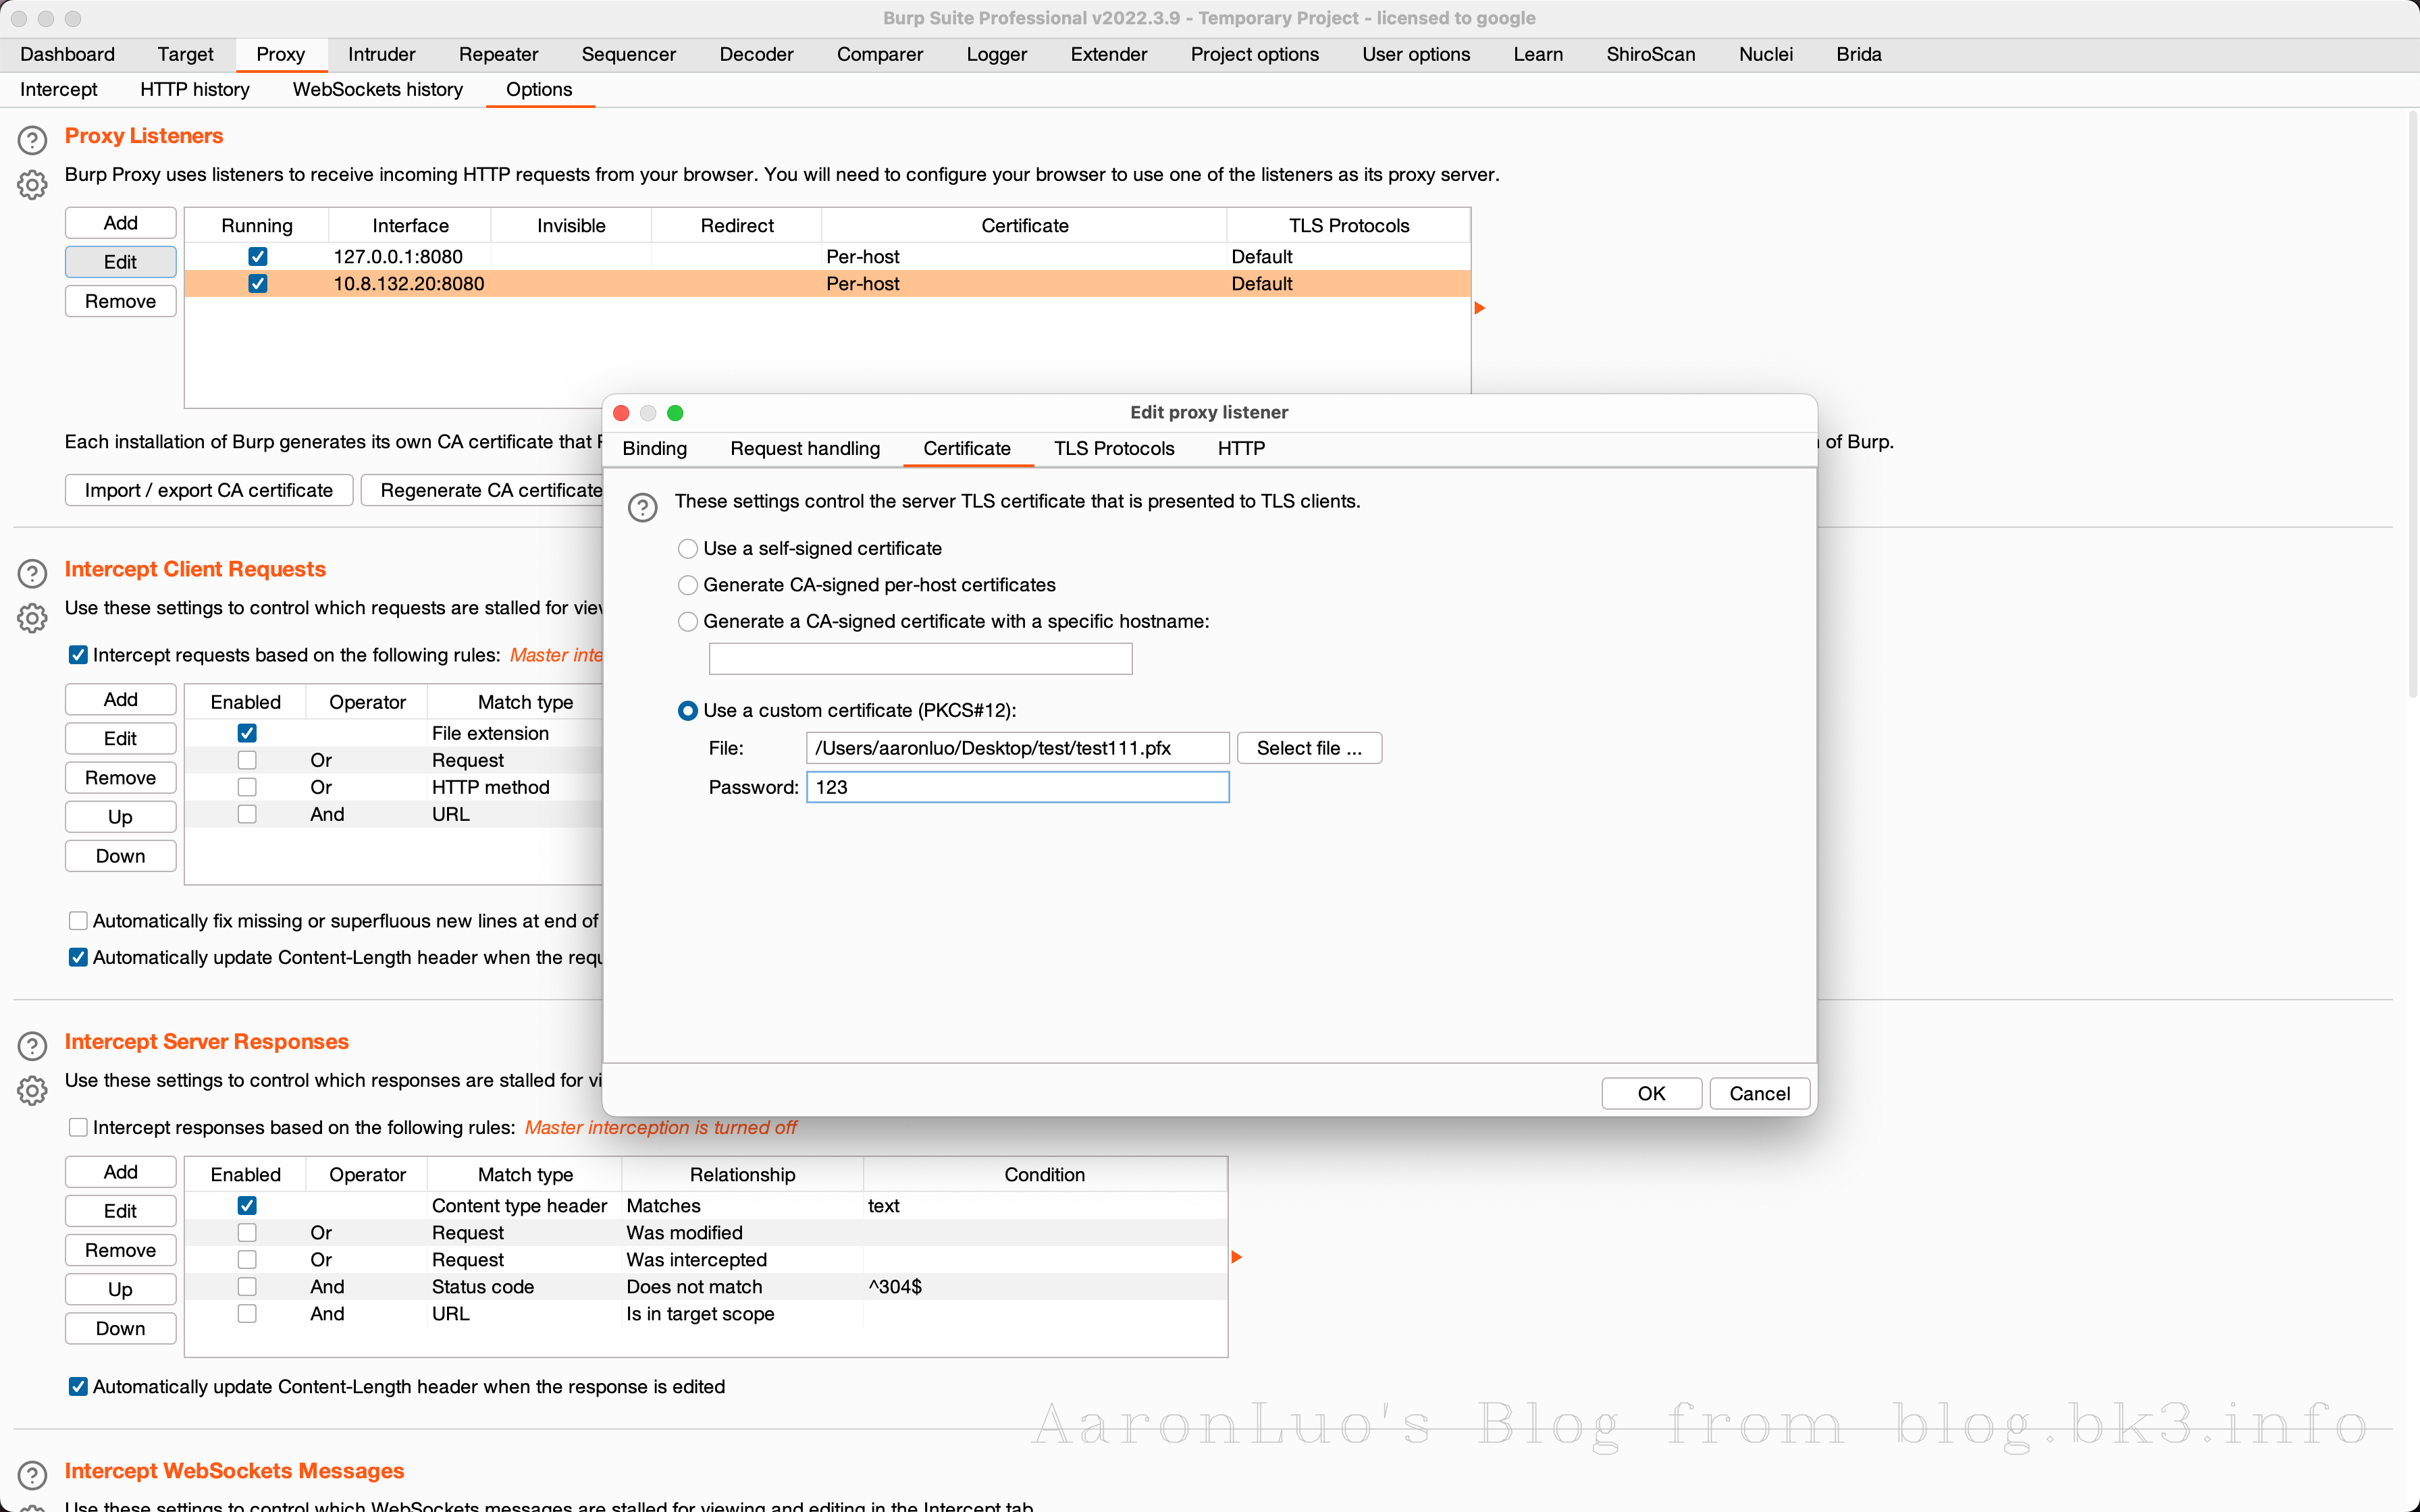 Burp Suite Professional v2022.3.9 - Temporary Project - licensed to google
Dashboard Target Proxy Intruder Repeater Sequencer Decoder Comparer Logger Extender Project options User options Learn ShiroScan Nuclei Brida
Intercept HTTP history WebSockets history Options
Proxy Listeners
Burp Proxy uses listeners to receive incoming HTTP requests from your browser. You will need to configure your browser to use one of the listeners as its proxy server.
Add
Edit
Remove
Running Interface Invisible Redirect Certificate TLS Protocols
127.0.0.1:8080 Per-host Default
10.8.132.20:8080 Per-host Default
Each installation of Burp generates its own CA certificate that
of Burp.
Import / export CA certificate Regenerate CA certificate
Edit proxy listener
Binding Request handling Certificate TLS Protocols HTTP
These settings control the server TLS certificate that is presented to TLS clients.
Use a self-signed certificate
Generate CA-signed per-host certificates
Generate a CA-signed certificate with a specific hostname:
Use a custom certificate (PKCS#12):
File: /Users/aaronluo/Desktop/test/test111.pfx Select file ...
Password: 123
OK Cancel
Intercept Client Requests
Use these settings to control which requests are stalled for
Intercept requests based on the following rules: Master
Add
Edit
Remove
Up
Down
Enabled Operator Match type
File extension
Or Request
Or HTTP method
And URL
Automatically fix missing or superfluous new lines at end of
Automatically update Content-Length header when the
Intercept Server Responses
Use these settings to control which responses are stalled for
Intercept responses based on the following rules: Master interception is turned off
Add
Edit
Remove
Up
Down
Enabled Operator Match type Relationship Condition
Content type header Matches text
Or Request Was modified
Or Request Was intercepted
And Status code Does not match ^304$
And URL Is in target scope
Automatically update Content-Length header when the response is edited
AaronLuo's Blog from blog.bk3.info
Intercept WebSockets Messages
Use these settings to control which WebSockets messages are stalled for viewing and editing in the Intercept tab.